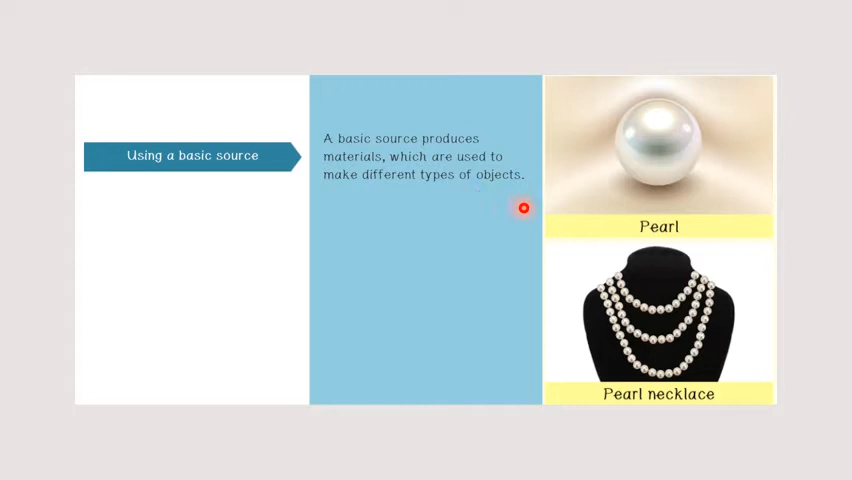 Using a basic source
A basic source produces
materials, which are used to
make different types of objects.
Pearl
Pearl necklace